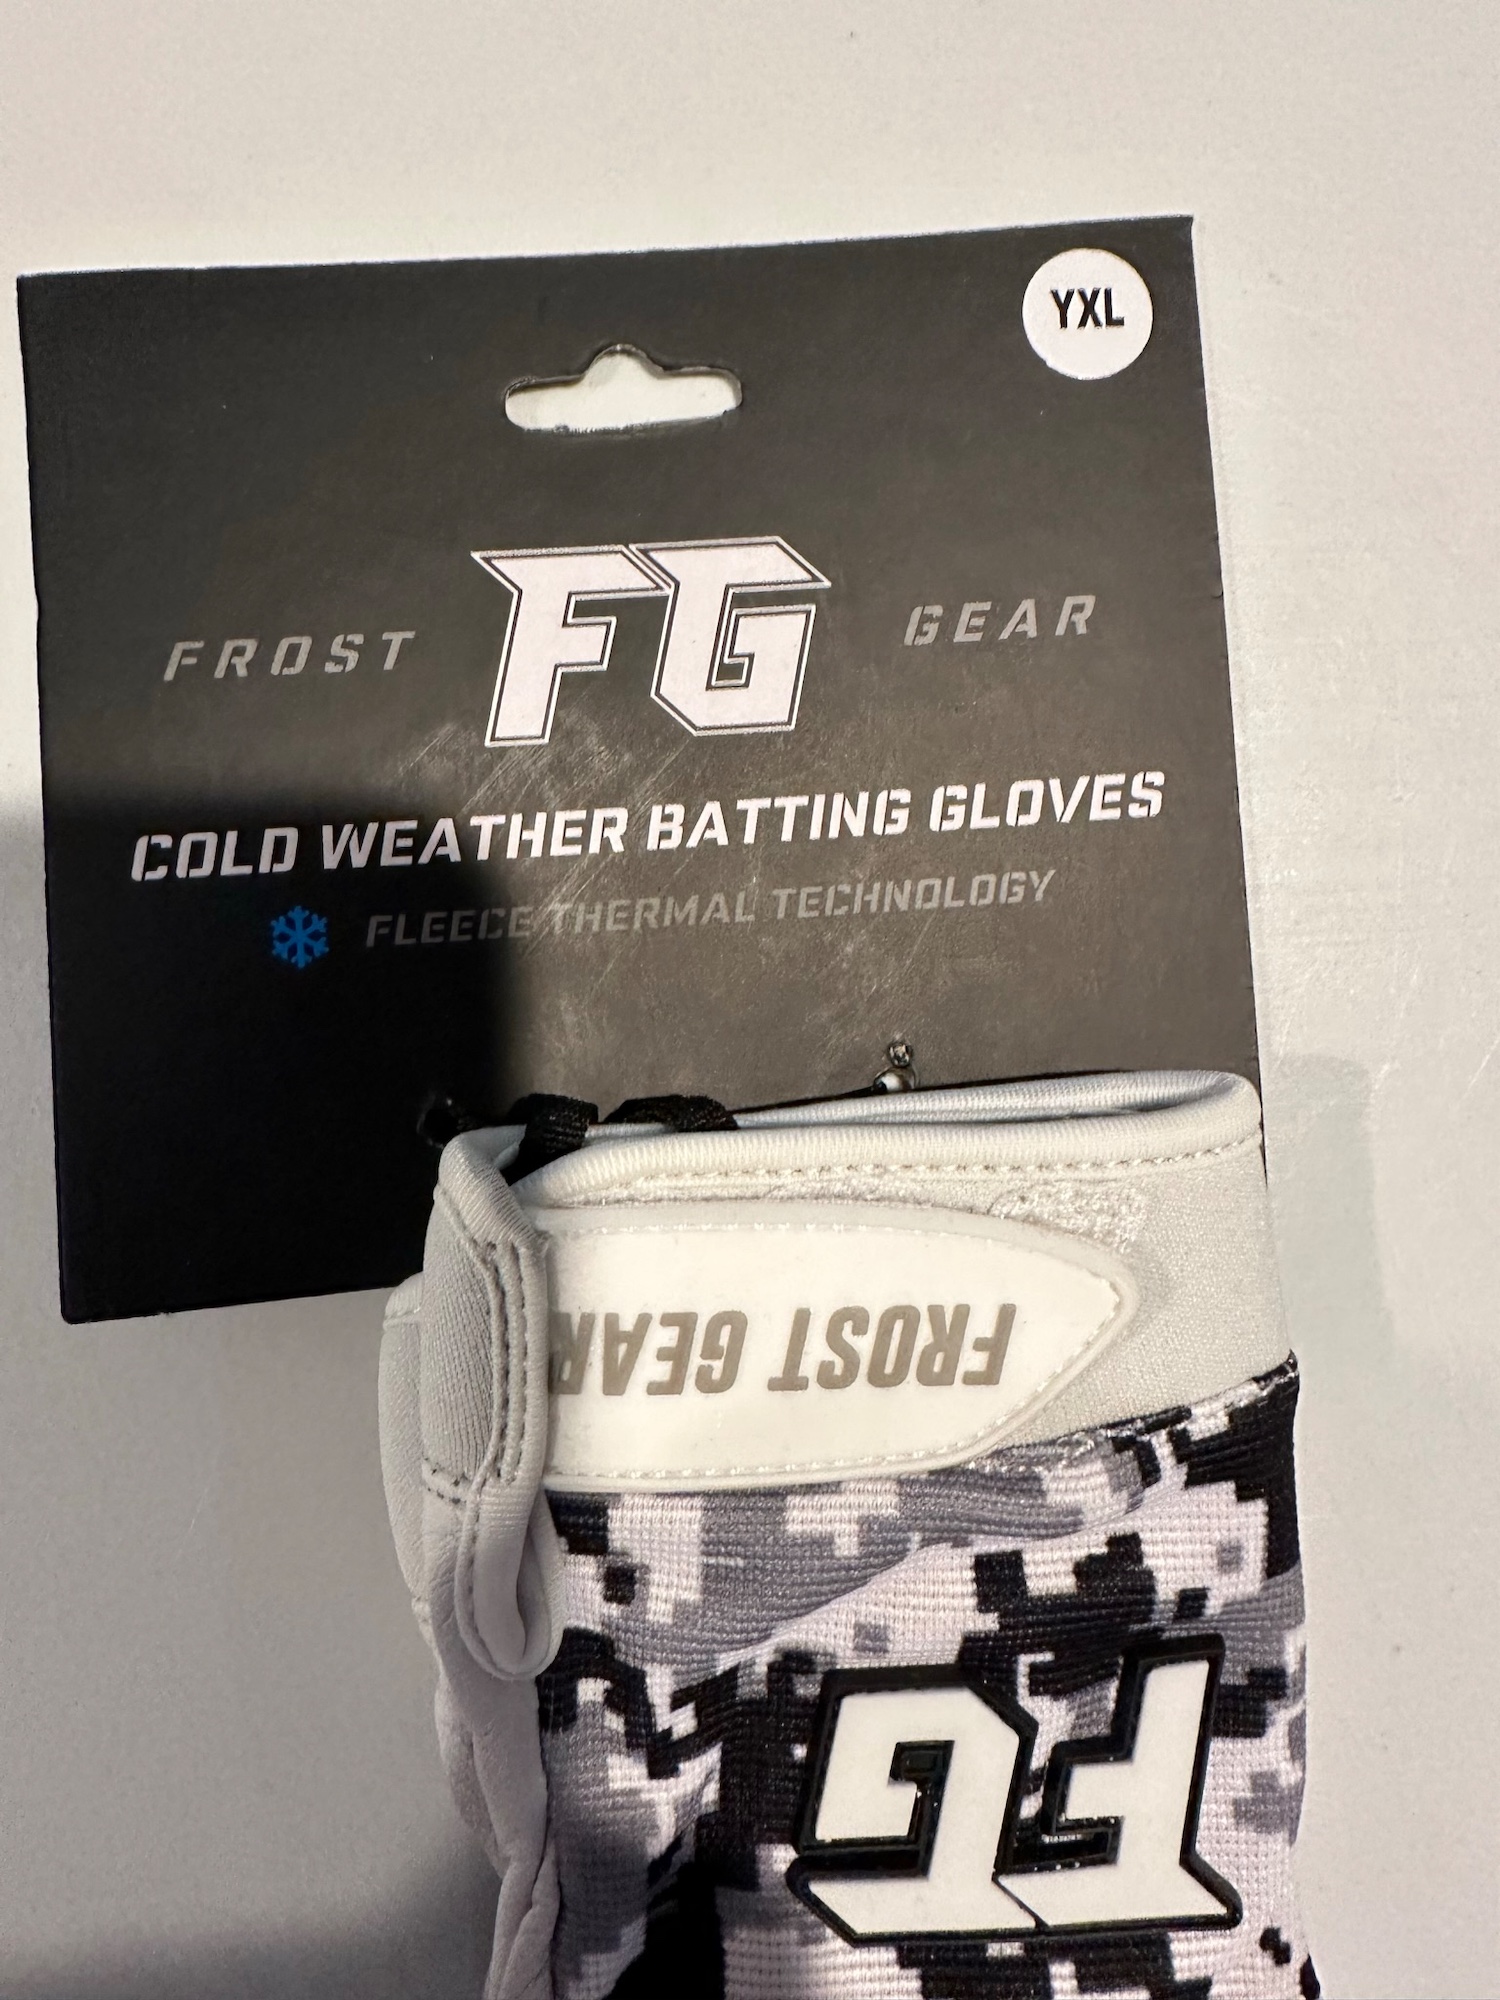 YXL
FROST FG GEAR
COLD WEATHER BATTING GLOVES
FLEECE THERMAL TECHNOLOGY
FROST GEAR
FG